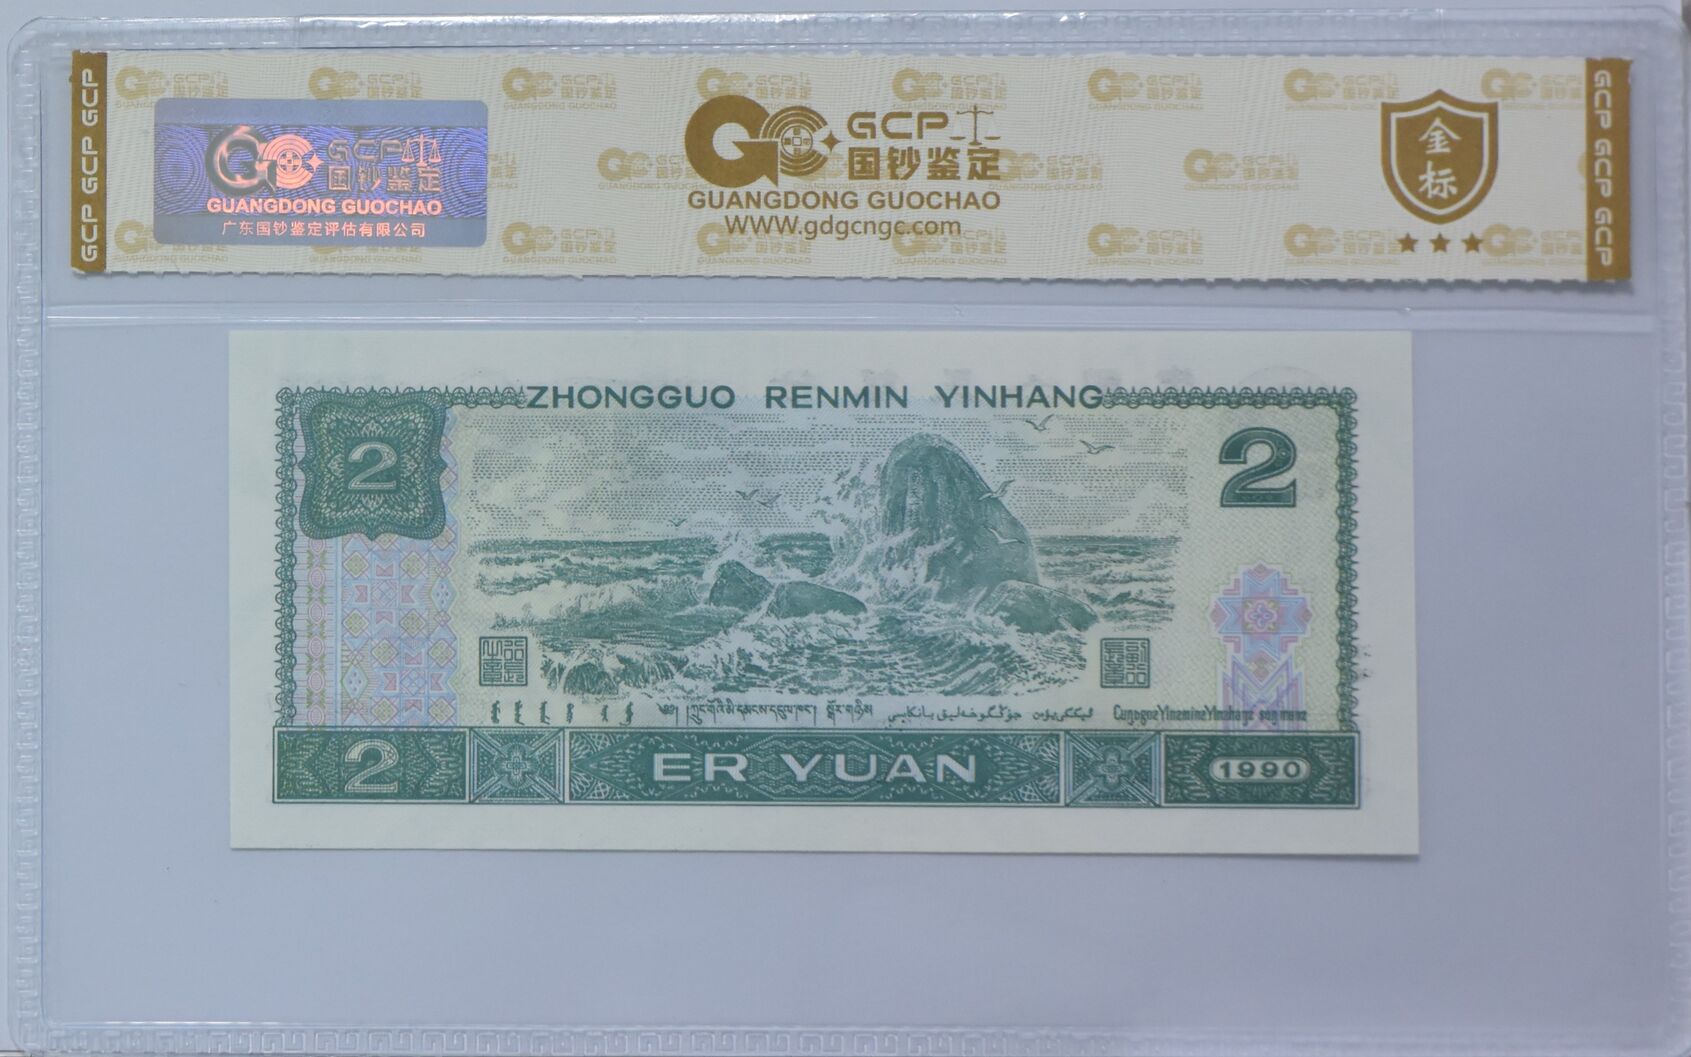 GCP GCP GCP
GCP
国钞鉴定
GUANGDONG GUOCHAO
广东国钞鉴定评估有限公司
GCP
国钞鉴定
GUANGDONG GUOCHAO
WWW.gdgcngc.com
金标
GCP GCP GCP
ZHONGGUO RENMIN YINHANG
2
2
2
ER YUAN
1990